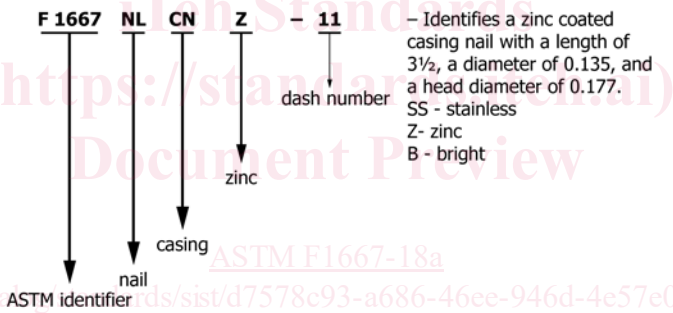 F 1667 NL CN Z – 11
– Identifies a zinc coated
casing nail with a length of
3½, a diameter of 0.135, and
a head diameter of 0.177.
SS - stainless
Z- zinc
B - bright
dash number
zinc
casing
nail
ASTM identifier
iTeh Standards
(https://standards.iteh.ai)
Document Preview
ASTM F1667-18a
rds/sist/d7578c93-a686-46ee-946d-4e57e0